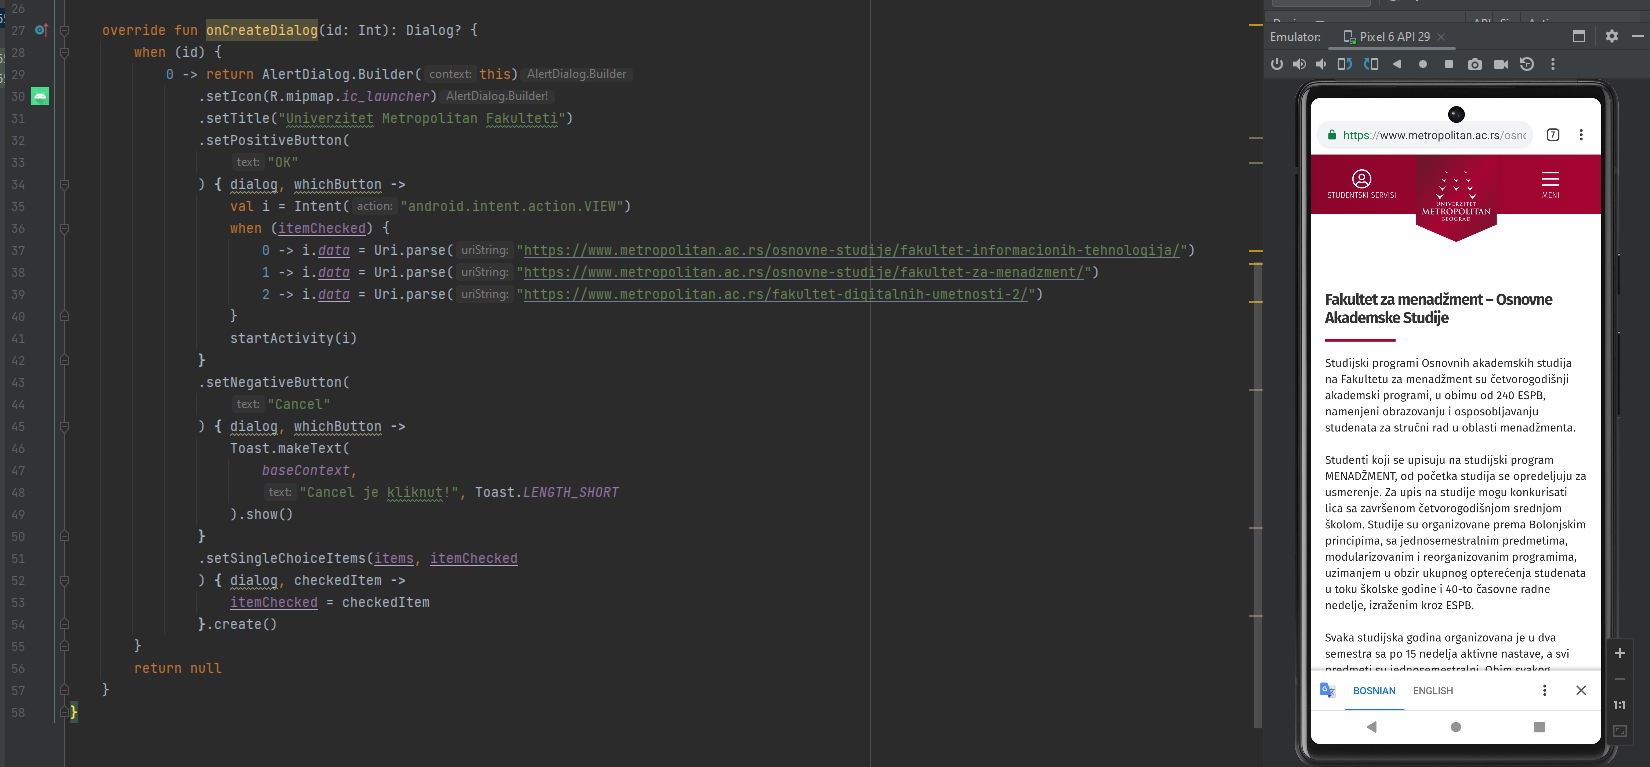 26
27 override fun onCreateDialog(id: Int): Dialog? {
28 when (id) {
29 0 -> return AlertDialog.Builder( context: this) AlertDialog.Builder
30 .setIcon(R.mipmap.ic_launcher) AlertDialog.Builder!
31 .setTitle("Univerzitet Metropolitan Fakulteti")
32 .setPositiveButton(
33 text: "OK"
34 ) { dialog, whichButton ->
35 val i = Intent( action: "android.intent.action.VIEW")
36 when (itemChecked) {
37 0 -> i.data = Uri.parse( uriString: "https://www.metropolitan.ac.rs/osnovne-studije/fakultet-informacionih-tehnologija/")
38 1 -> i.data = Uri.parse( uriString: "https://www.metropolitan.ac.rs/osnovne-studije/fakultet-za-menadzment/")
39 2 -> i.data = Uri.parse( uriString: "https://www.metropolitan.ac.rs/fakultet-digitalnih-umetnosti-2/")
40 }
41 startActivity(i)
42 }
43 .setNegativeButton(
44 text: "Cancel"
45 ) { dialog, whichButton ->
46 Toast.makeText(
47 baseContext,
48 text: "Cancel je kliknut!", Toast.LENGTH_SHORT
49 ).show()
50 }
51 .setSingleChoiceItems(items, itemChecked
52 ) { dialog, checkedItem ->
53 itemChecked = checkedItem
54 }.create()
55 }
56 return null
57 }
58 }
Emulator: Pixel 6 API 29
https://www.metropolitan.ac.rs/osno
7
STUDENTSKI SERVISI
UNIVERZITET
METROPOLITAN
BEOGRAD
MENI
Fakultet za menadžment – Osnovne
Akademske Studije
Studijski programi Osnovnih akademskih studija
na Fakultetu za menadžment su četvorogodišnji
akademski programi, u obimu od 240 ESPB,
namenjeni obrazovanju i osposobljavanju
studenata za stručni rad u oblasti menadžmenta.
Studenti koji se upisuju na studijski program
MENADŽMENT, od početka studija se opredeljuju za
usmerenje. Za upis na studije mogu konkurisati
lica sa završenom četvorogodišnjom srednjom
školom. Studije su organizovane prema Bolonjskim
principima, sa jednosemestralnim predmetima,
modularizovanim i reorganizovanim programima,
uzimanjem u obzir ukupnog opterećenja studenata
u toku školske godine i 40-to časovne radne
nedelje, izraženim kroz ESPB.
Svaka studijska godina organizovana je u dva
semestra sa po 15 nedelja aktivne nastave, a svi
predmeti su jednosemestralni. Obim svakog
BOSNIAN ENGLISH
1:1